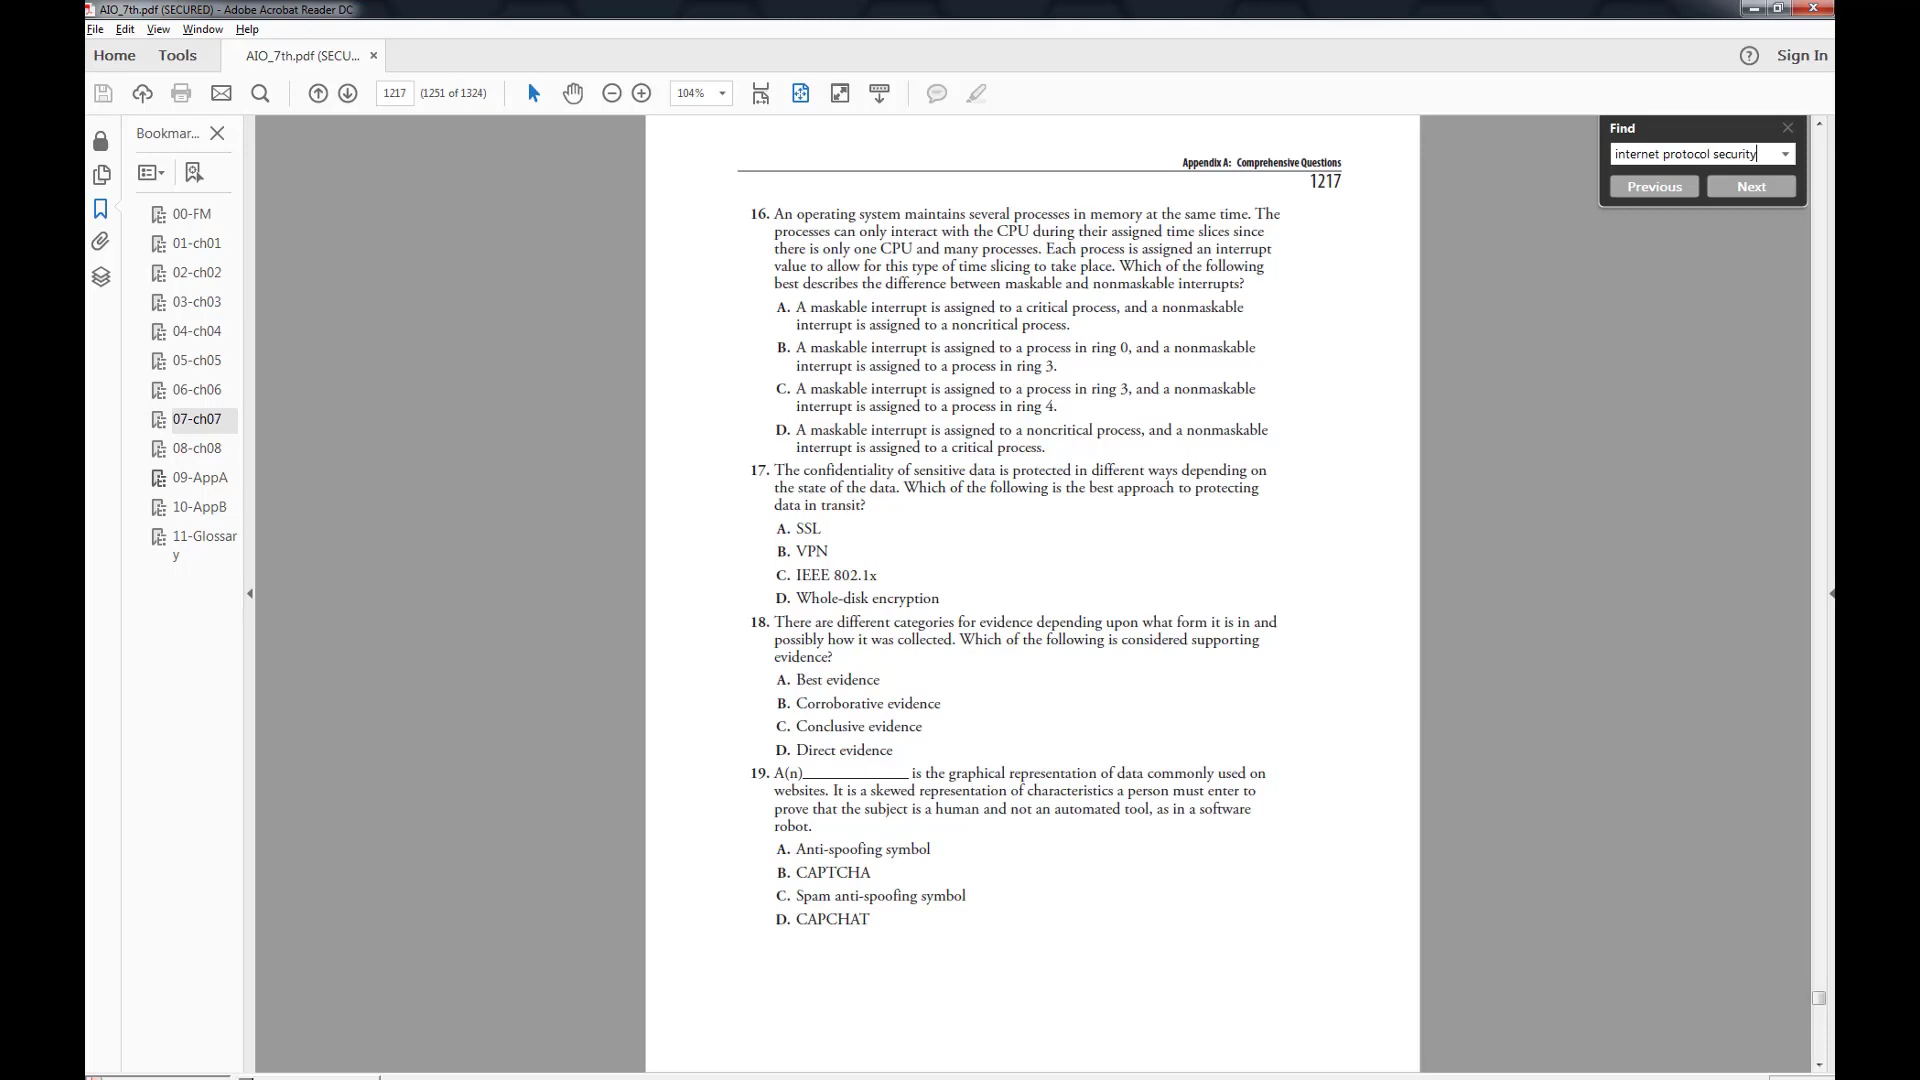 AIO_7th.pdf (SECURED) - Adobe Acrobat Reader DC
File Edit View Window Help
Home Tools AIO_7th.pdf (SECU... × Sign In
1217 (1251 of 1324) 104%
Bookmar...
00-FM
01-ch01
02-ch02
03-ch03
04-ch04
05-ch05
06-ch06
07-ch07
08-ch08
09-AppA
10-AppB
11-Glossar
y
Find
internet protocol security
Previous Next
Appendix A: Comprehensive Questions
1217
16. An operating system maintains several processes in memory at the same time. The
processes can only interact with the CPU during their assigned time slices since
there is only one CPU and many processes. Each process is assigned an interrupt
value to allow for this type of time slicing to take place. Which of the following
best describes the difference between maskable and nonmaskable interrupts?
A. A maskable interrupt is assigned to a critical process, and a nonmaskable
interrupt is assigned to a noncritical process.
B. A maskable interrupt is assigned to a process in ring 0, and a nonmaskable
interrupt is assigned to a process in ring 3.
C. A maskable interrupt is assigned to a process in ring 3, and a nonmaskable
interrupt is assigned to a process in ring 4.
D. A maskable interrupt is assigned to a noncritical process, and a nonmaskable
interrupt is assigned to a critical process.
17. The confidentiality of sensitive data is protected in different ways depending on
the state of the data. Which of the following is the best approach to protecting
data in transit?
A. SSL
B. VPN
C. IEEE 802.1x
D. Whole-disk encryption
18. There are different categories for evidence depending upon what form it is in and
possibly how it was collected. Which of the following is considered supporting
evidence?
A. Best evidence
B. Corroborative evidence
C. Conclusive evidence
D. Direct evidence
19. A(n)______________ is the graphical representation of data commonly used on
websites. It is a skewed representation of characteristics a person must enter to
prove that the subject is a human and not an automated tool, as in a software
robot.
A. Anti-spoofing symbol
B. CAPTCHA
C. Spam anti-spoofing symbol
D. CAPCHAT